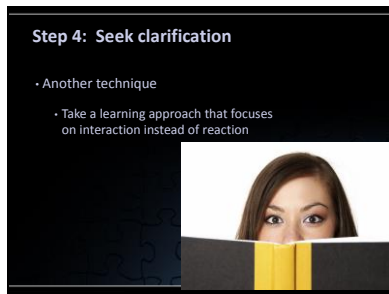 Step 4: Seek clarification
• Another technique
• Take a learning approach that focuses
on interaction instead of reaction